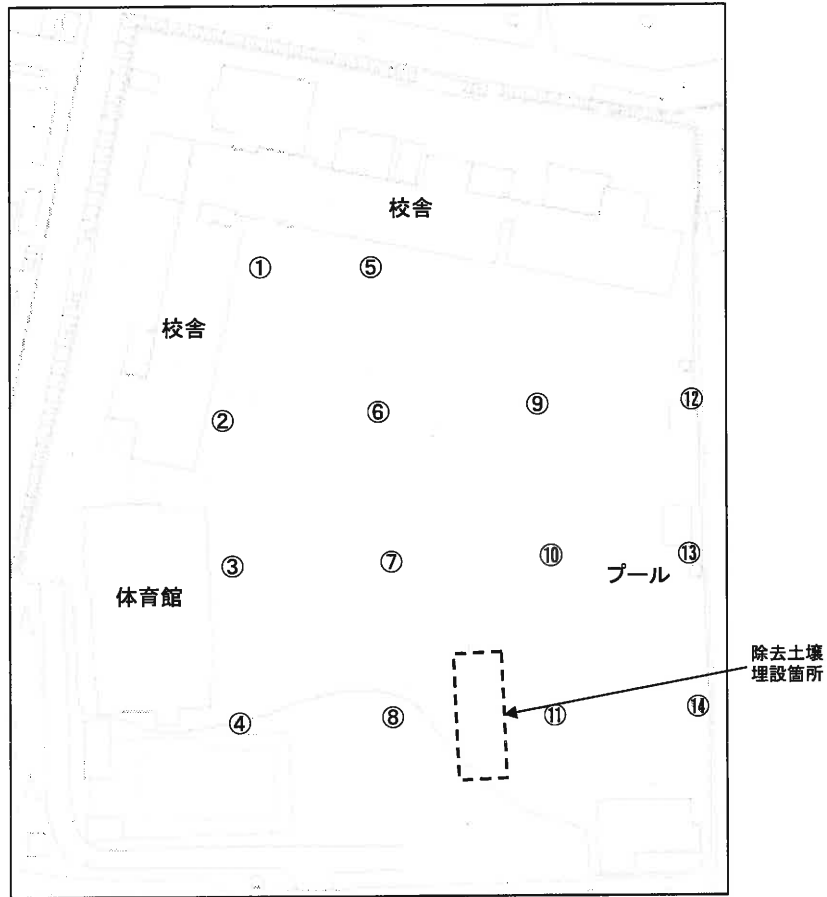 校舎
① ⑤
校舎
② ⑥ ⑨ ⑫
③ ⑦ ⑩ ⑬
体育館
プール
除去土壌
埋設箇所
④ ⑧ ⑪ ⑭